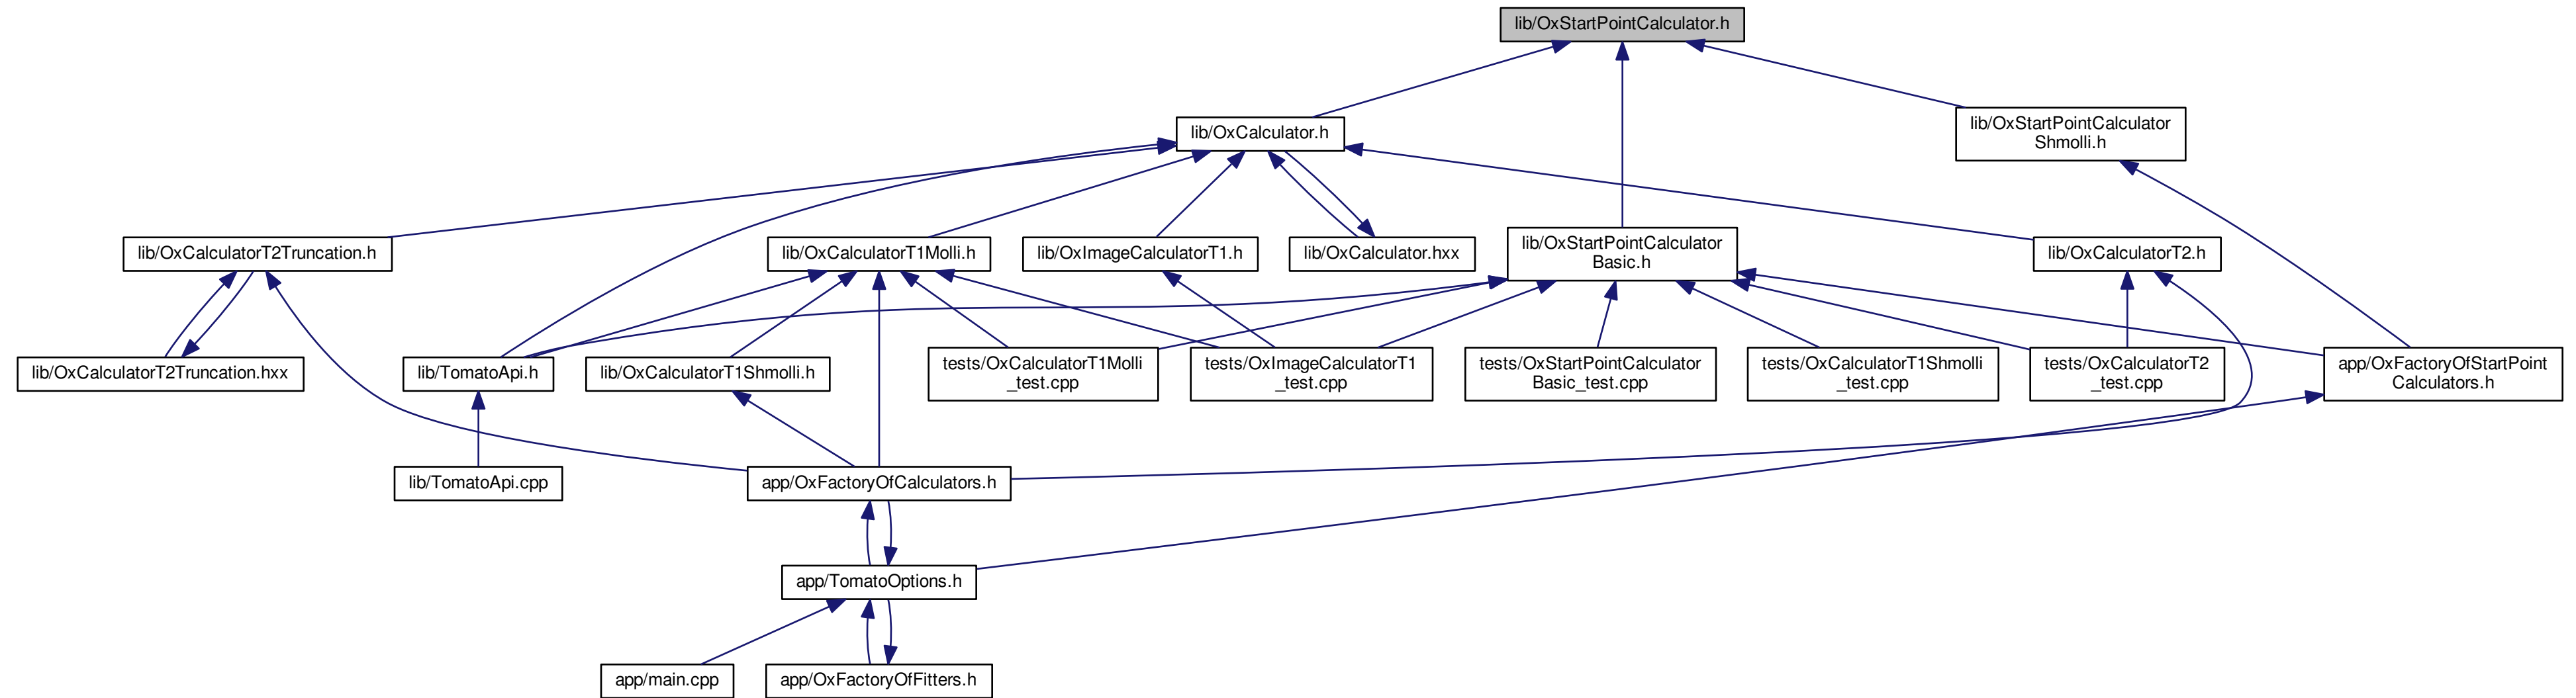 lib/OxStartPointCalculator.h
lib/OxCalculator.h
lib/OxStartPointCalculator
Shmolli.h
lib/OxCalculatorT2Truncation.h
lib/OxCalculatorT1Molli.h
lib/OxImageCalculatorT1.h
lib/OxCalculator.hxx
lib/OxStartPointCalculator
Basic.h
lib/OxCalculatorT2.h
lib/OxCalculatorT2Truncation.hxx
lib/TomatoApi.h
lib/OxCalculatorT1Shmolli.h
tests/OxCalculatorT1Molli
_test.cpp
tests/OxImageCalculatorT1
_test.cpp
tests/OxStartPointCalculator
Basic_test.cpp
tests/OxCalculatorT1Shmolli
_test.cpp
tests/OxCalculatorT2
_test.cpp
app/OxFactoryOfStartPoint
Calculators.h
lib/TomatoApi.cpp
app/OxFactoryOfCalculators.h
app/TomatoOptions.h
app/main.cpp
app/OxFactoryOfFitters.h